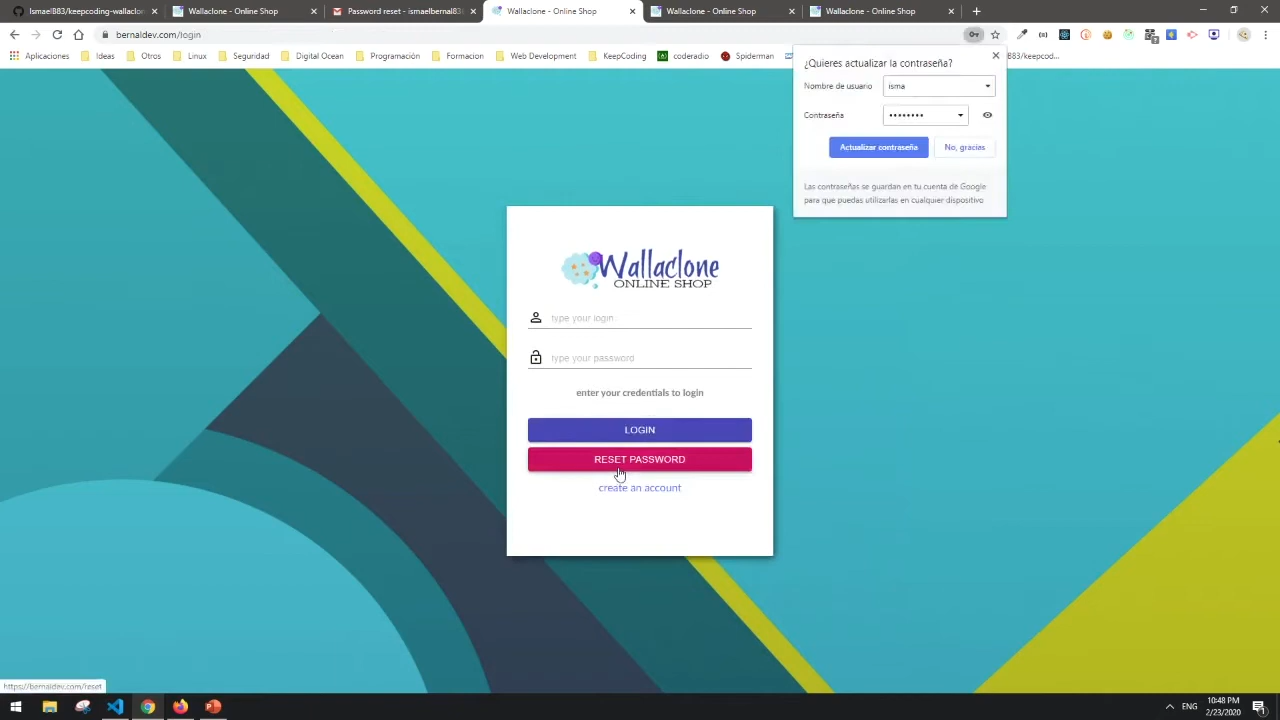 Ismael883/keepcoding-wallaclon
Wallaclone - Online Shop
Password reset - ismaelbernal83
Wallaclone - Online Shop
Wallaclone - Online Shop
Wallaclone - Online Shop
bernaldev.com/login
Aplicaciones
Ideas
Otros
Linux
Seguridad
Digital Ocean
Programación
Formacion
Web Development
KeepCoding
coderadio
Spiderman
883/keepcod...
¿Quieres actualizar la contraseña?
Nombre de usuario
isma
Contraseña
••••••••
Actualizar contraseña
No, gracias
Las contraseñas se guardan en tu cuenta de Google
para que puedas utilizarlas en cualquier dispositivo
Wallaclone
ONLINE SHOP
type your login
type your password
enter your credentials to login
LOGIN
RESET PASSWORD
create an account
https://bernaldev.com/reset
ENG
10:48 PM
2/23/2020